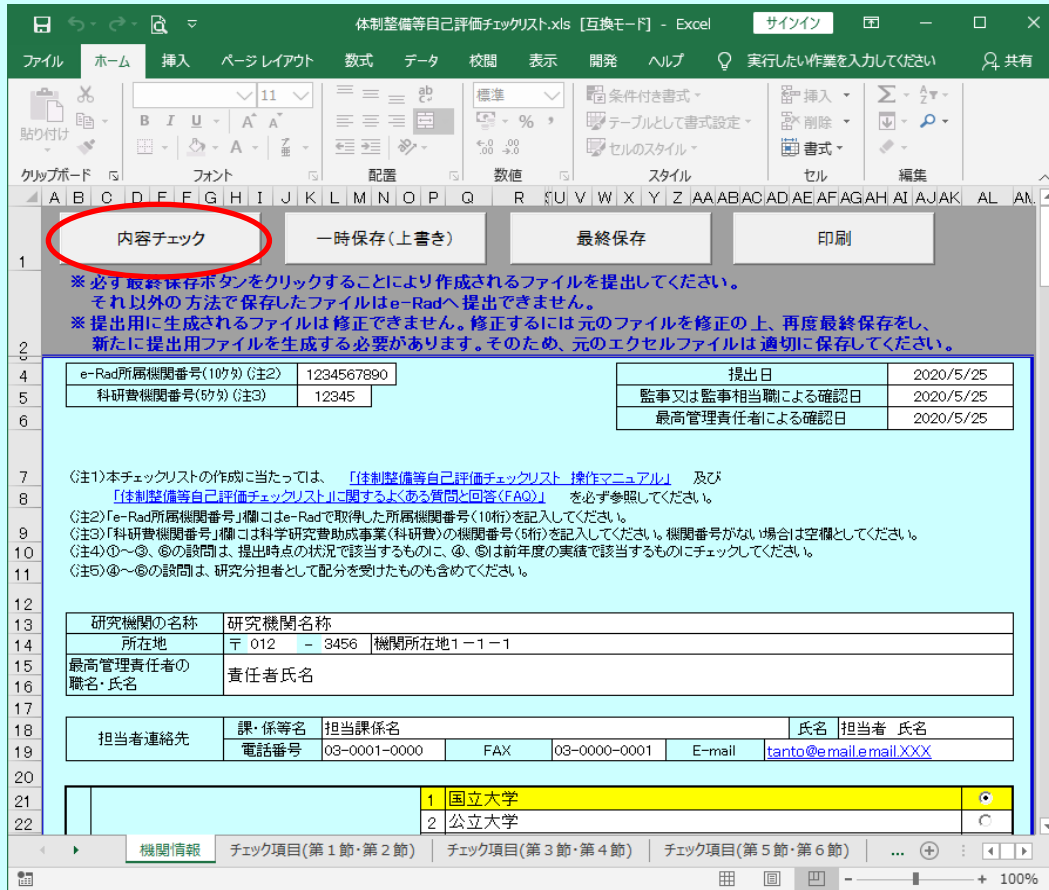 体制整備等自己評価チェックリスト.xls [互換モード] - Excel サインイン
ファイル ホーム 挿入 ページ レイアウト 数式 データ 校閲 表示 開発 ヘルプ 実行したい作業を入力してください 共有
11 標準 条件付き書式 挿入
貼り付け B I U A A % , テーブルとして書式設定 削除
A セルのスタイル 書式
クリップボード フォント 配置 数値 スタイル セル 編集
A B C D E F G H I J K L M N O P Q R U V W X Y Z AA AB AC AD AE AF AG AH AI AJ AK AL AM
1 内容チェック 一時保存(上書き) 最終保存 印刷
※必ず最終保存ボタンをクリックすることにより作成されるファイルを提出してください。
それ以外の方法で保存したファイルはe-Radへ提出できません。
※提出用に生成されるファイルは修正できません。修正するには元のファイルを修正の上、再度最終保存をし、
2 新たに提出用ファイルを生成する必要があります。そのため、元のエクセルファイルは適切に保存してください。
4 e-Rad所属機関番号(10ケタ)(注2) 1234567890 提出日 2020/5/25
5 科研費機関番号(5ケタ)(注3) 12345 監事又は監事相当職による確認日 2020/5/25
6 最高管理責任者による確認日 2020/5/25
7 (注1)本チェックリストの作成に当たっては、 「体制整備等自己評価チェックリスト 操作マニュアル」 及び
8 「体制整備等自己評価チェックリスト」に関するよくある質問と回答(FAQ)」 を必ず参照してください。
(注2)「e-Rad所属機関番号」欄にはe-Radで取得した所属機関番号(10桁)を記入してください。
9 (注3)「科研費機関番号」欄には科学研究費助成事業(科研費)の機関番号(5桁)を記入してください。機関番号がない場合は空欄としてください。
10 (注4)①~③、⑥の設問は、提出時点の状況で該当するものに、④、⑤は前年度の実績で該当するものにチェックしてください。
11 (注5)④~⑥の設問は、研究分担者として配分を受けたものも含めてください。
12
13 研究機関の名称 研究機関名称
14 所在地 〒 012 - 3456 機関所在地1-1-1
15 最高管理責任者の 責任者氏名
16 職名・氏名
17
18 担当者連絡先 課・係等名 担当課係名 氏名 担当者 氏名
19 電話番号 03-0001-0000 FAX 03-0000-0001 E-mail tanto@email.email.XXX
20
21 1 国立大学
22 2 公立大学
機関情報 チェック項目(第1節・第2節) チェック項目(第3節・第4節) チェック項目(第5節・第6節) ...
100%